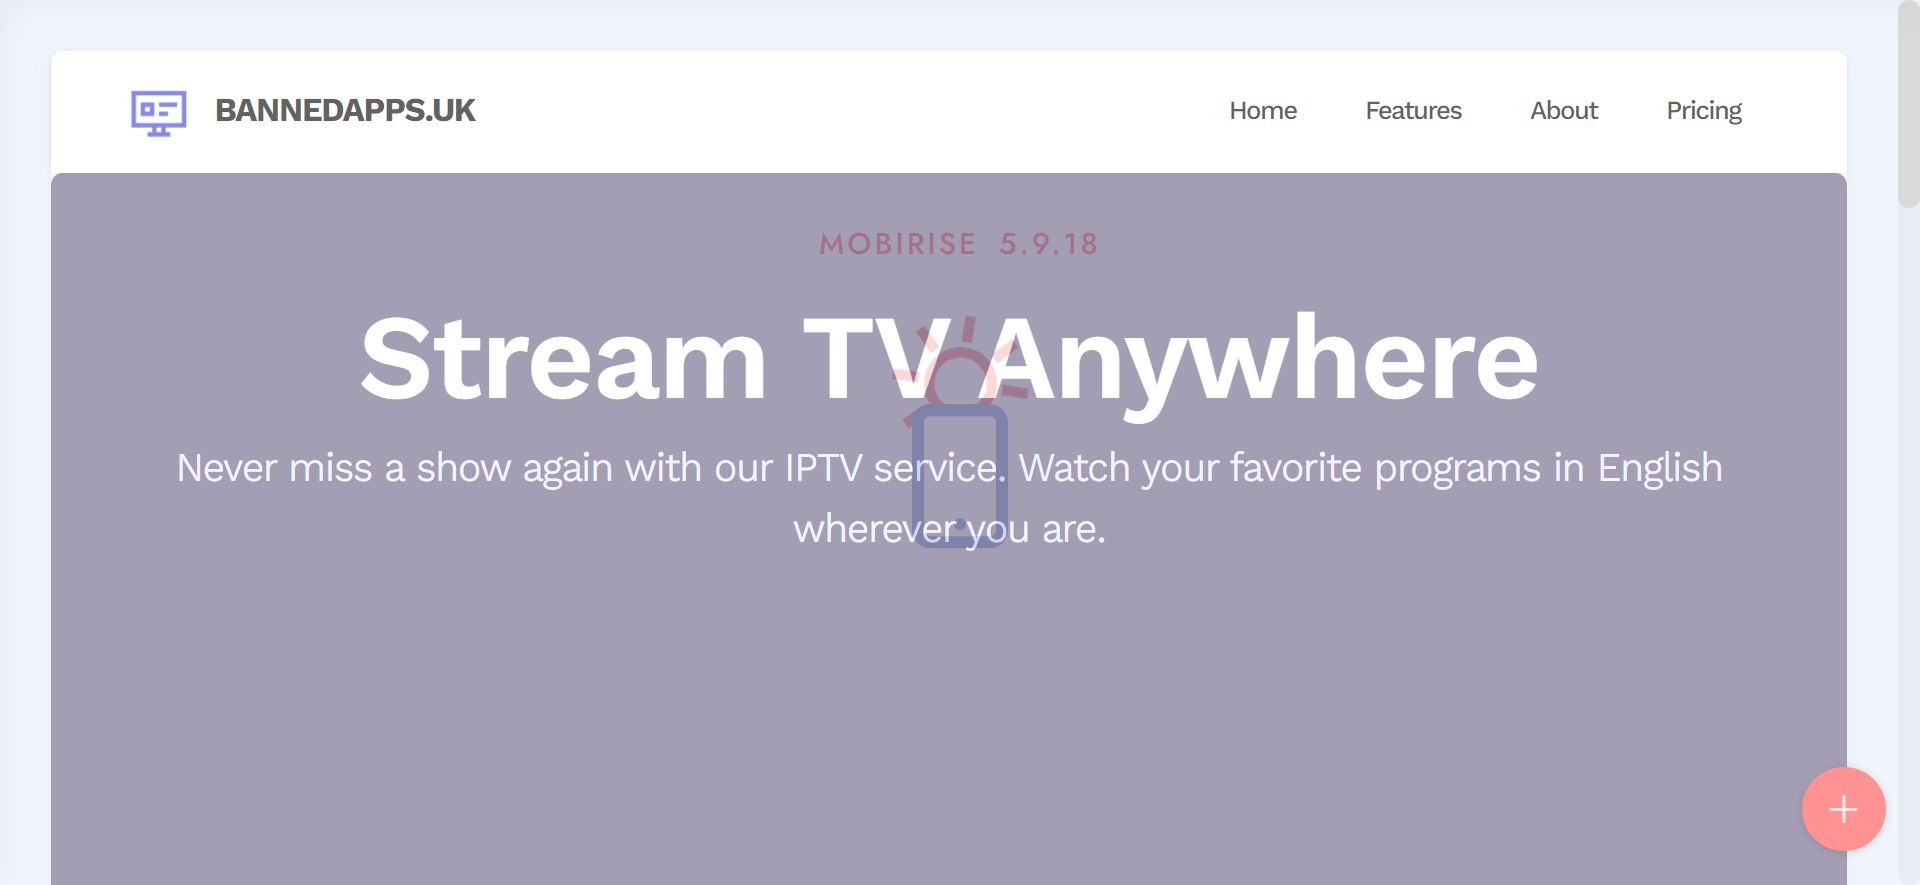 BANNEDAPPS.UK
Home Features About Pricing
MOBIRISE 5.9.18
Stream TV Anywhere
Never miss a show again with our IPTV service. Watch your favorite programs in English
wherever you are.